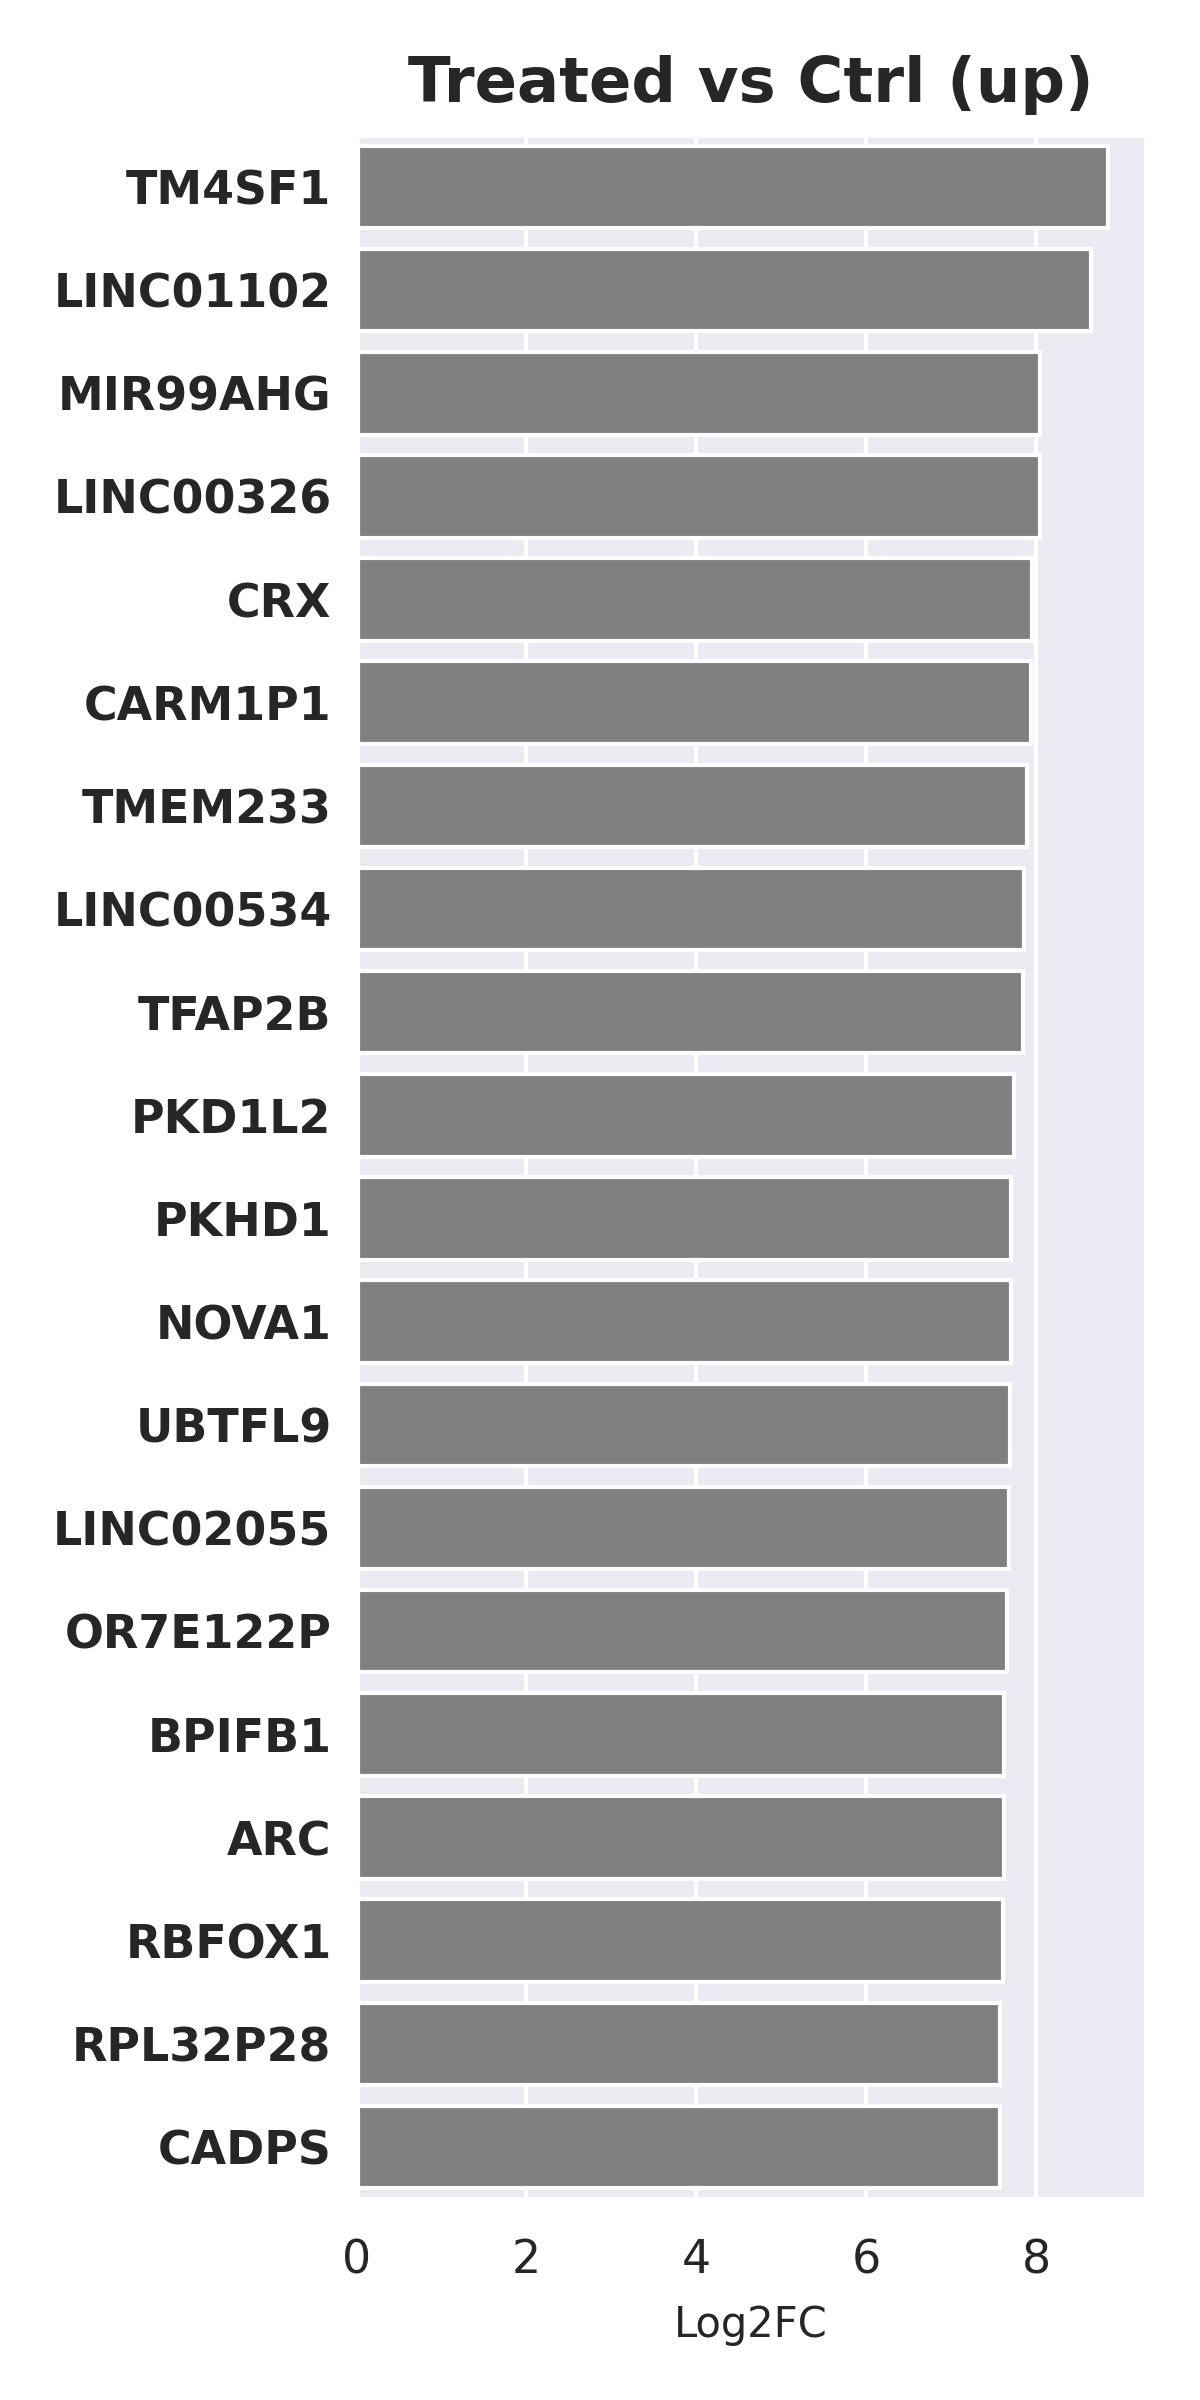 Treated vs Ctrl (up)
TM4SF1
LINC01102
MIR99AHG
LINC00326
CRX
CARM1P1
TMEM233
LINC00534
TFAP2B
PKD1L2
PKHD1
NOVA1
UBTFL9
LINC02055
OR7E122P
BPIFB1
ARC
RBFOX1
RPL32P28
CADPS
0 2 4 6 8
Log2FC